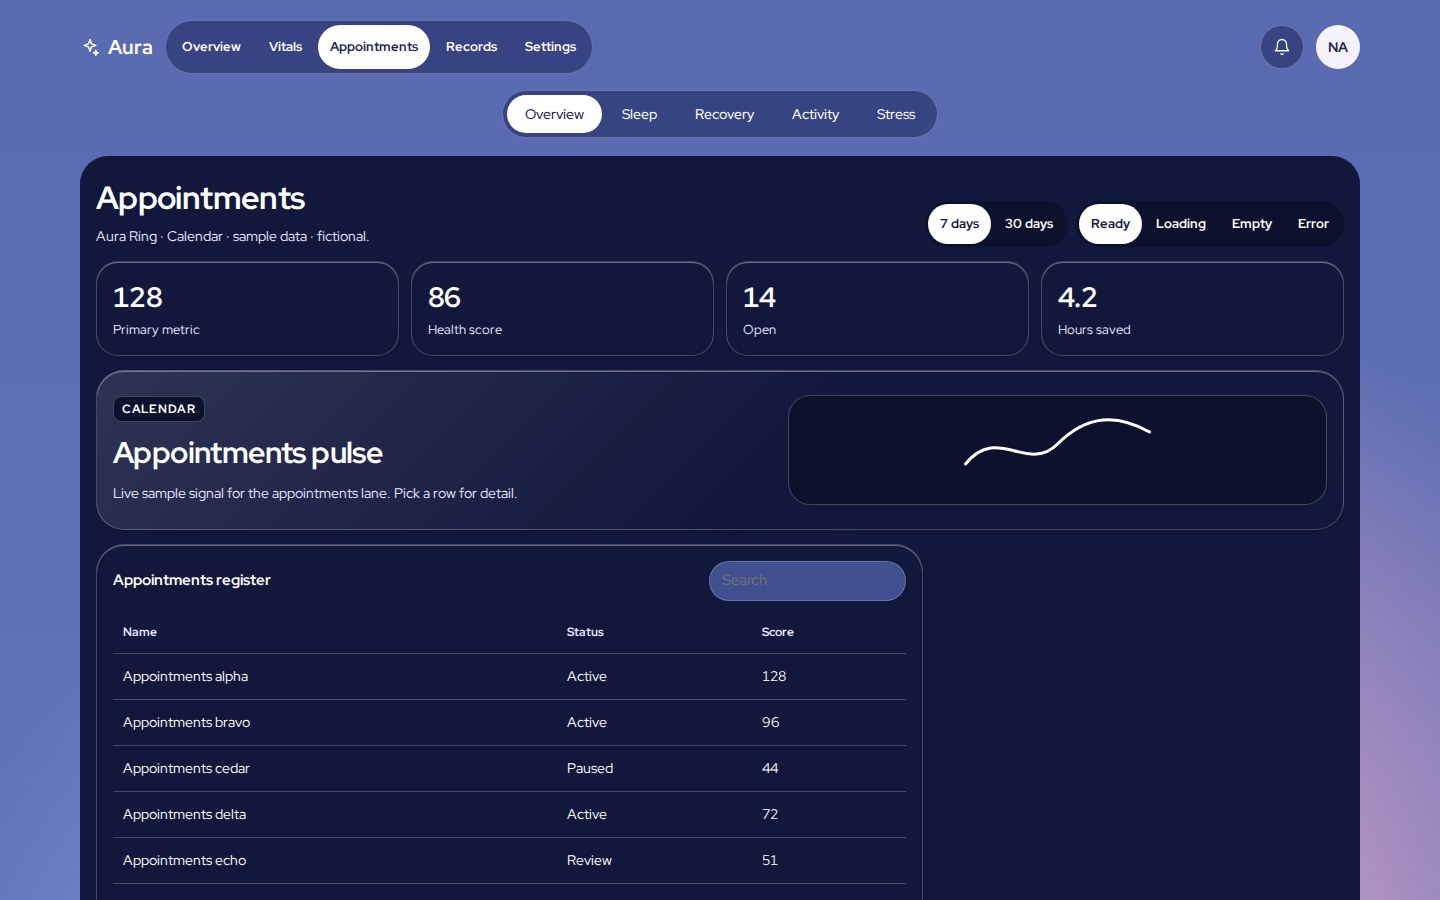 Aura
Overview Vitals Appointments Records Settings
NA
Overview Sleep Recovery Activity Stress
Appointments
Aura Ring · Calendar · sample data · fictional.
7 days 30 days
Ready Loading Empty Error
128
Primary metric
86
Health score
14
Open
4.2
Hours saved
CALENDAR
Appointments pulse
Live sample signal for the appointments lane. Pick a row for detail.
Appointments register
Search
Name Status Score
Appointments alpha Active 128
Appointments bravo Active 96
Appointments cedar Paused 44
Appointments delta Active 72
Appointments echo Review 51